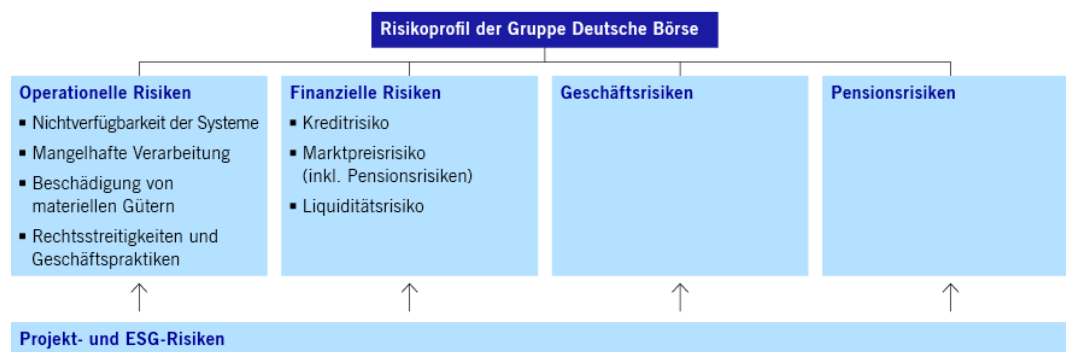 Risikoprofil der Gruppe Deutsche Börse
Operationelle Risiken
▪ Nichtverfügbarkeit der Systeme
▪ Mangelhafte Verarbeitung
▪ Beschädigung von
materiellen Gütern
▪ Rechtsstreitigkeiten und
Geschäftspraktiken
Finanzielle Risiken
▪ Kreditrisiko
▪ Marktpreisrisiko
(inkl. Pensionsrisiken)
▪ Liquiditätsrisiko
Geschäftsrisiken
Pensionsrisiken
Projekt- und ESG-Risiken